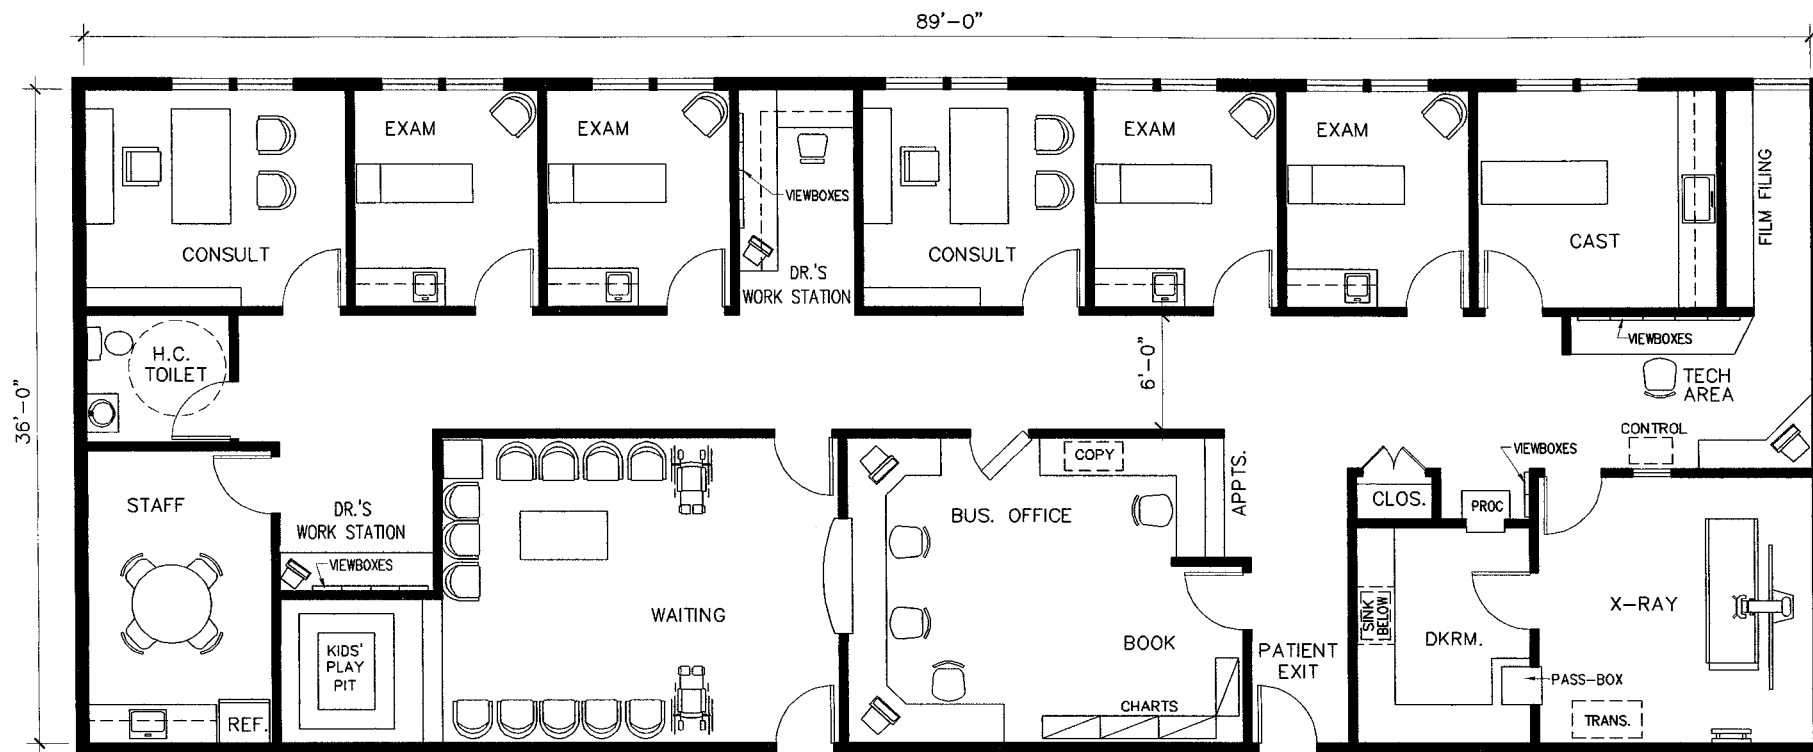 89'-0"
EXAM
EXAM
EXAM
EXAM
VIEWBOXES
FILM FILING
CONSULT
CONSULT
CAST
DR.'S
WORK STATION
36'-0"
H.C.
TOILET
6'-0"
VIEWBOXES
TECH
AREA
CONTROL
VIEWBOXES
COPY
APPTS.
CLOS.
PROC
STAFF
DR.'S
WORK STATION
BUS. OFFICE
VIEWBOXES
WAITING
SINK
BELOW
X-RAY
KIDS'
PLAY
PIT
BOOK
DKRM.
PATIENT
EXIT
PASS-BOX
CHARTS
REF.
TRANS.